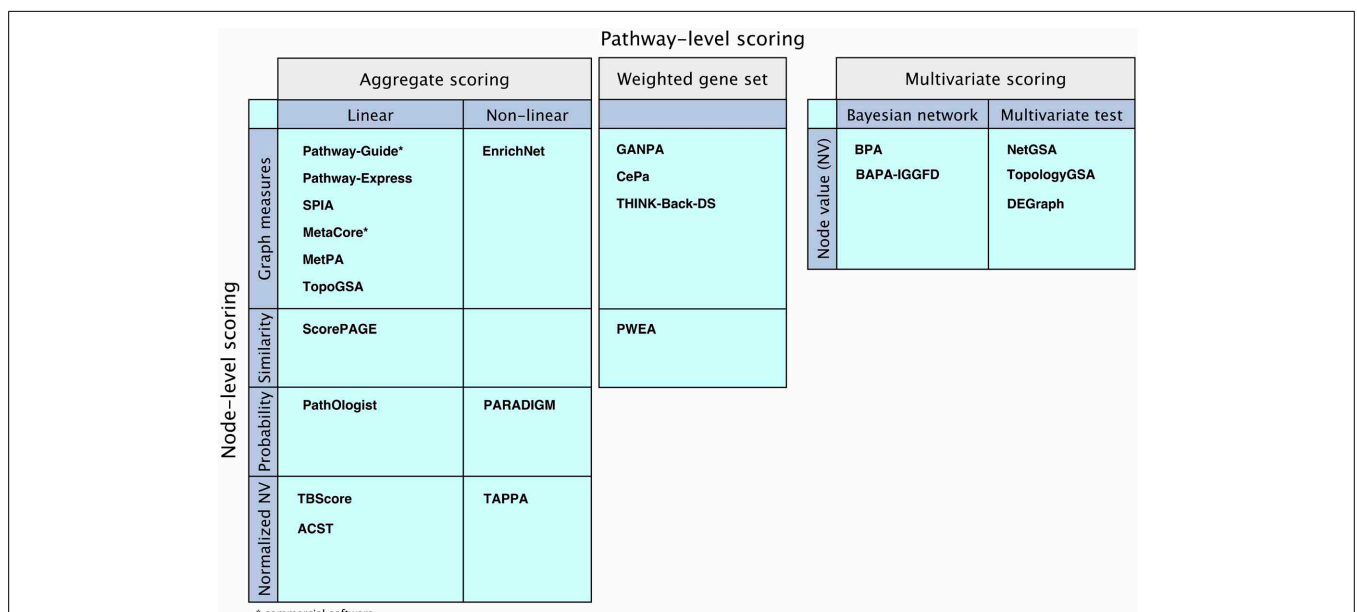 Pathway-level scoring
Aggregate scoring
Weighted gene set
Multivariate scoring
Linear
Non-linear
Bayesian network
Multivariate test
Node-level scoring
Graph measures
Pathway-Guide*
Pathway-Express
SPIA
MetaCore*
MetPA
TopoGSA
EnrichNet
GANPA
CePa
THINK-Back-DS
Node value (NV)
BPA
BAPA-IGGFD
NetGSA
TopologyGSA
DEGraph
Similarity
ScorePAGE
PWEA
Probability
PathOlogist
PARADIGM
Normalized NV
TBScore
ACST
TAPPA
* commercial software